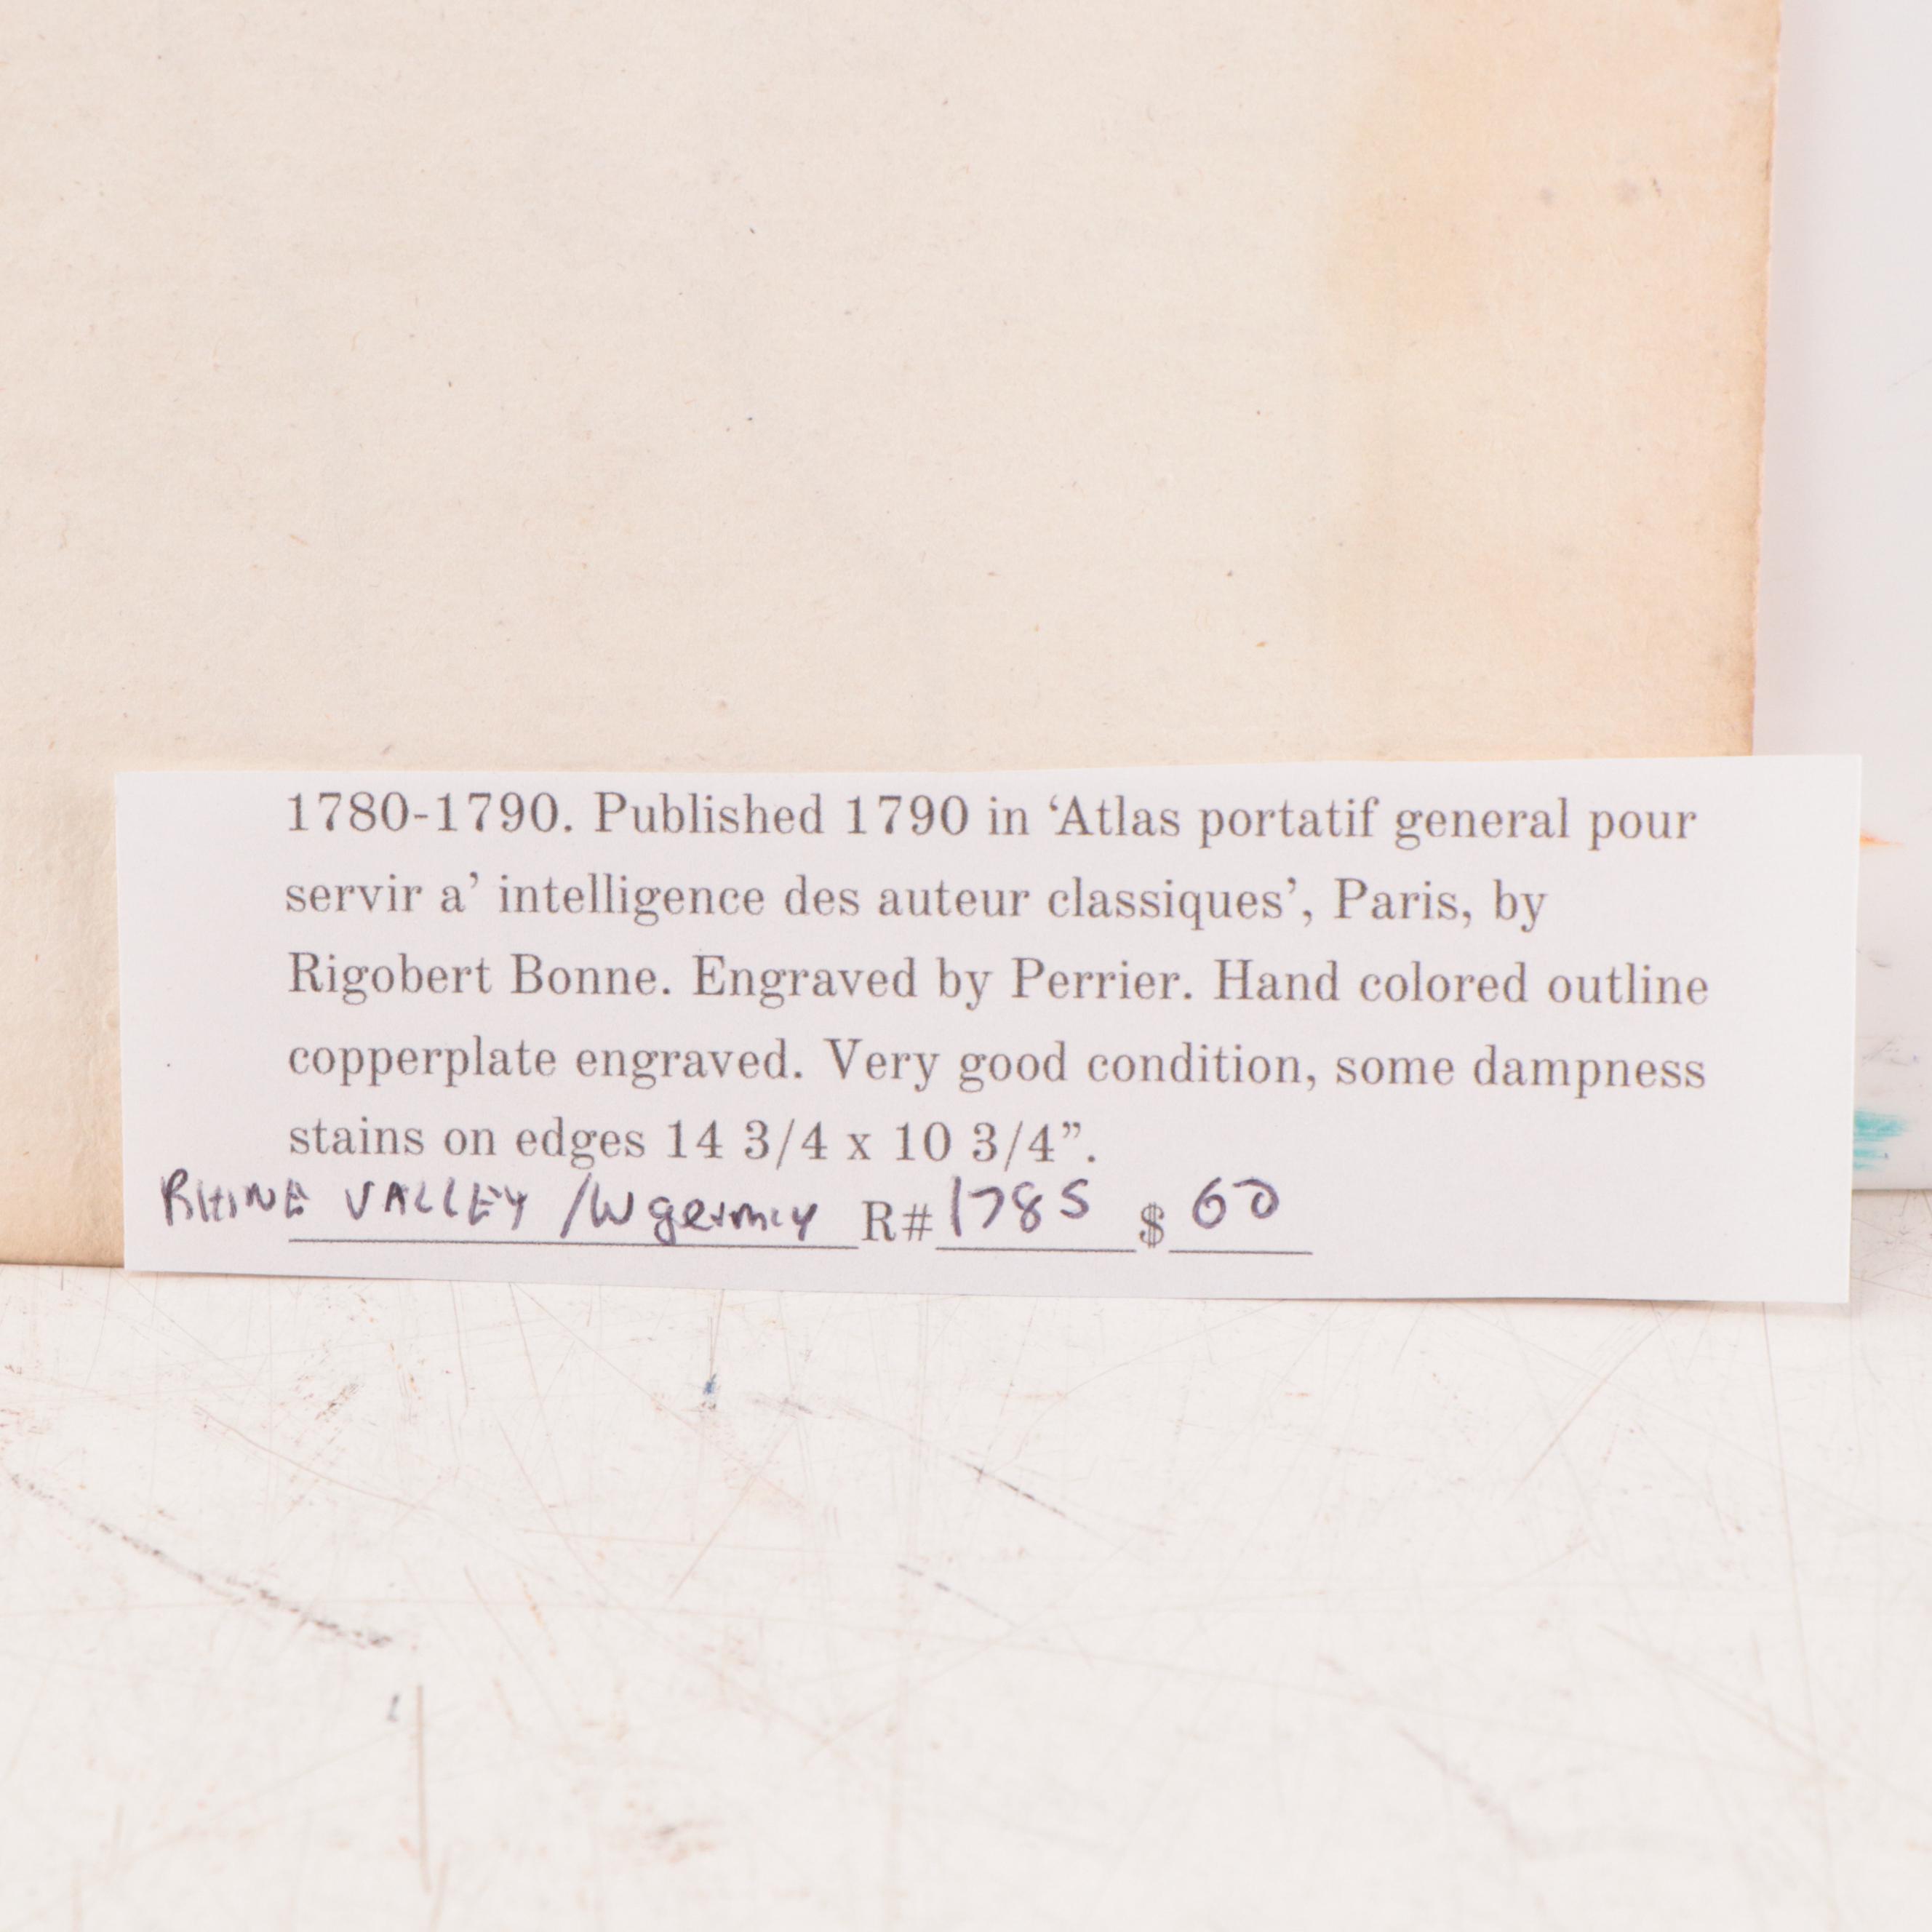 1780-1790. Published 1790 in ‘Atlas portatif general pour
servir a’ intelligence des auteur classiques’, Paris, by
Rigobert Bonne. Engraved by Perrier. Hand colored outline
copperplate engraved. Very good condition, some dampness
stains on edges 14 3/4 x 10 3/4”.
RHINE VALLEY /W germny R# 1785 $ 60